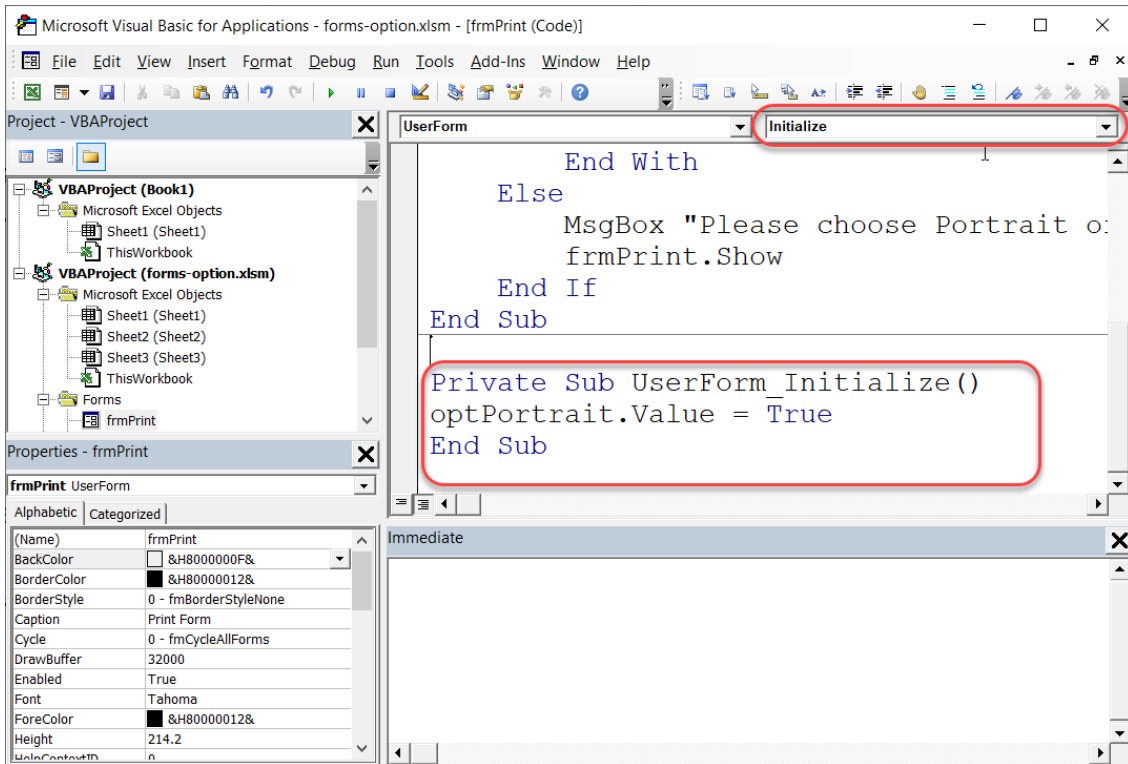 Microsoft Visual Basic for Applications - forms-option.xlsm - [frmPrint (Code)]
File Edit View Insert Format Debug Run Tools Add-Ins Window Help
Project - VBAProject
VBAProject (Book1)
Microsoft Excel Objects
Sheet1 (Sheet1)
ThisWorkbook
VBAProject (forms-option.xlsm)
Microsoft Excel Objects
Sheet1 (Sheet1)
Sheet2 (Sheet2)
Sheet3 (Sheet3)
ThisWorkbook
Forms
frmPrint
Properties - frmPrint
frmPrint UserForm
Alphabetic Categorized
(Name) frmPrint
BackColor &H8000000F&
BorderColor &H80000012&
BorderStyle 0 - fmBorderStyleNone
Caption Print Form
Cycle 0 - fmCycleAllForms
DrawBuffer 32000
Enabled True
Font Tahoma
ForeColor &H80000012&
Height 214.2
HelpContextID 0
UserForm Initialize
End With
Else
MsgBox "Please choose Portrait or
frmPrint.Show
End If
End Sub
Private Sub UserForm_Initialize()
optPortrait.Value = True
End Sub
Immediate